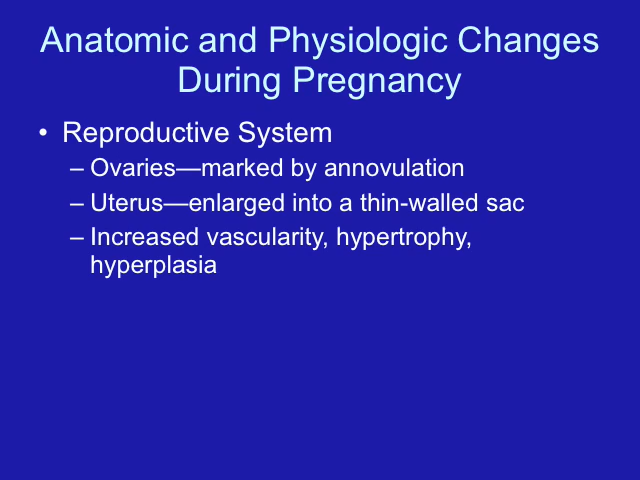 Anatomic and Physiologic Changes
During Pregnancy
• Reproductive System
– Ovaries—marked by annovulation
– Uterus—enlarged into a thin-walled sac
– Increased vascularity, hypertrophy,
hyperplasia